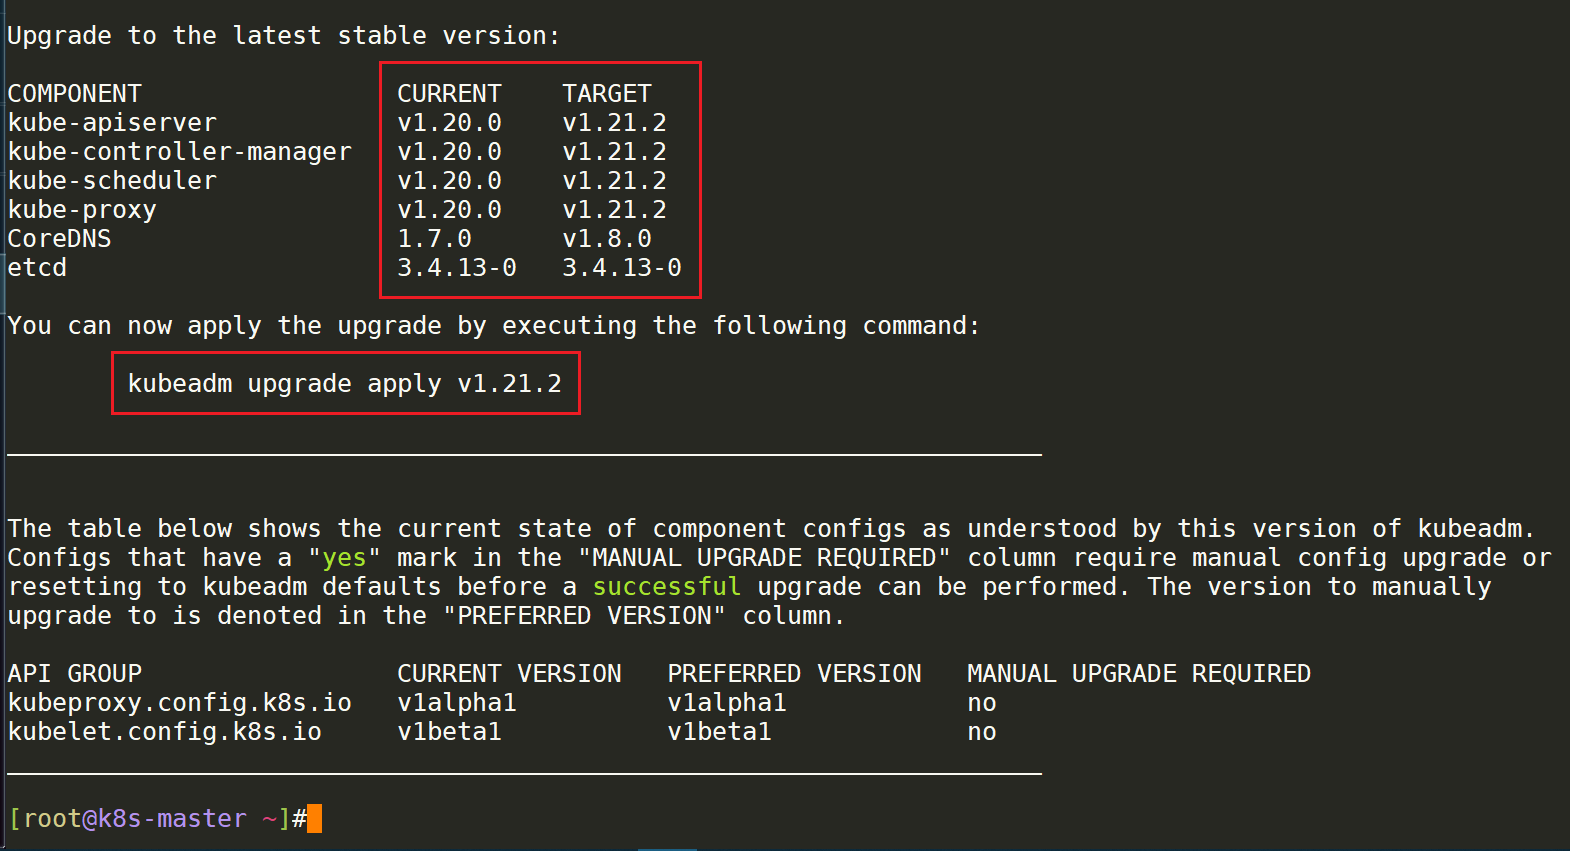 Upgrade to the latest stable version:
COMPONENT CURRENT TARGET
kube-apiserver v1.20.0 v1.21.2
kube-controller-manager v1.20.0 v1.21.2
kube-scheduler v1.20.0 v1.21.2
kube-proxy v1.20.0 v1.21.2
CoreDNS 1.7.0 v1.8.0
etcd 3.4.13-0 3.4.13-0
You can now apply the upgrade by executing the following command:
kubeadm upgrade apply v1.21.2
The table below shows the current state of component configs as understood by this version of kubeadm.
Configs that have a "yes" mark in the "MANUAL UPGRADE REQUIRED" column require manual config upgrade or
resetting to kubeadm defaults before a successful upgrade can be performed. The version to manually
upgrade to is denoted in the "PREFERRED VERSION" column.
API GROUP CURRENT VERSION PREFERRED VERSION MANUAL UPGRADE REQUIRED
kubeproxy.config.k8s.io v1alpha1 v1alpha1 no
kubelet.config.k8s.io v1beta1 v1beta1 no
[root@k8s-master ~]#